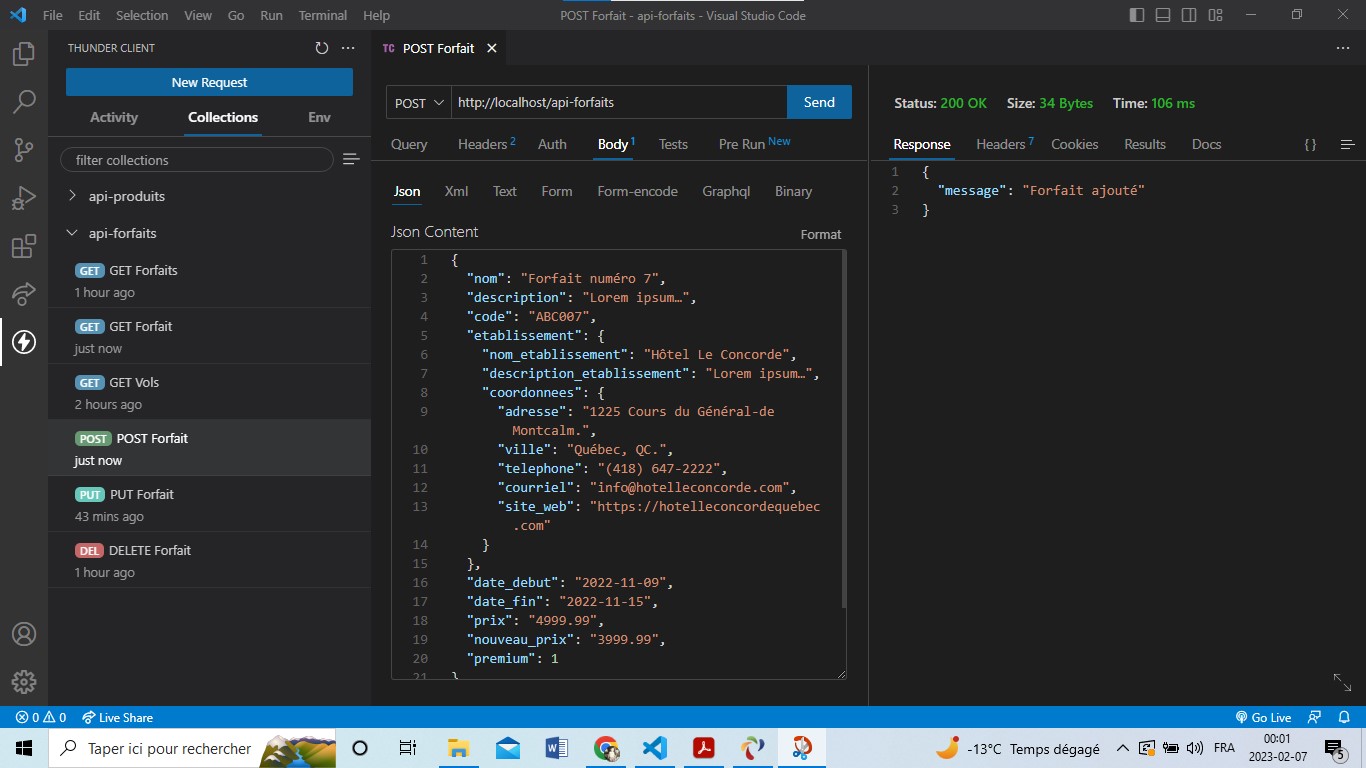 File Edit Selection View Go Run Terminal Help
POST Forfait - api-forfaits - Visual Studio Code
THUNDER CLIENT
New Request
Activity Collections Env
filter collections
api-produits
api-forfaits
GET GET Forfaits
1 hour ago
GET GET Forfait
just now
GET GET Vols
2 hours ago
POST POST Forfait
just now
PUT PUT Forfait
43 mins ago
DEL DELETE Forfait
1 hour ago
TC POST Forfait
POST http://localhost/api-forfaits Send
Query Headers 2 Auth Body 1 Tests Pre Run New
Json Xml Text Form Form-encode Graphql Binary
Json Content Format
1 {
2 "nom": "Forfait numéro 7",
3 "description": "Lorem ipsum…",
4 "code": "ABC007",
5 "etablissement": {
6 "nom_etablissement": "Hôtel Le Concorde",
7 "description_etablissement": "Lorem ipsum…",
8 "coordonnees": {
9 "adresse": "1225 Cours du Général-de
Montcalm.",
10 "ville": "Québec, QC.",
11 "telephone": "(418) 647-2222",
12 "courriel": "info@hotelleconcorde.com",
13 "site_web": "https://hotelleconcordequebec
.com"
14 }
15 },
16 "date_debut": "2022-11-09",
17 "date_fin": "2022-11-15",
18 "prix": "4999.99",
19 "nouveau_prix": "3999.99",
20 "premium": 1
21 }
Status: 200 OK Size: 34 Bytes Time: 106 ms
Response Headers 7 Cookies Results Docs { }
1 {
2 "message": "Forfait ajouté"
3 }
0 0 Live Share
Go Live
Taper ici pour rechercher
-13°C Temps dégagé
FRA
00:01
2023-02-07
5